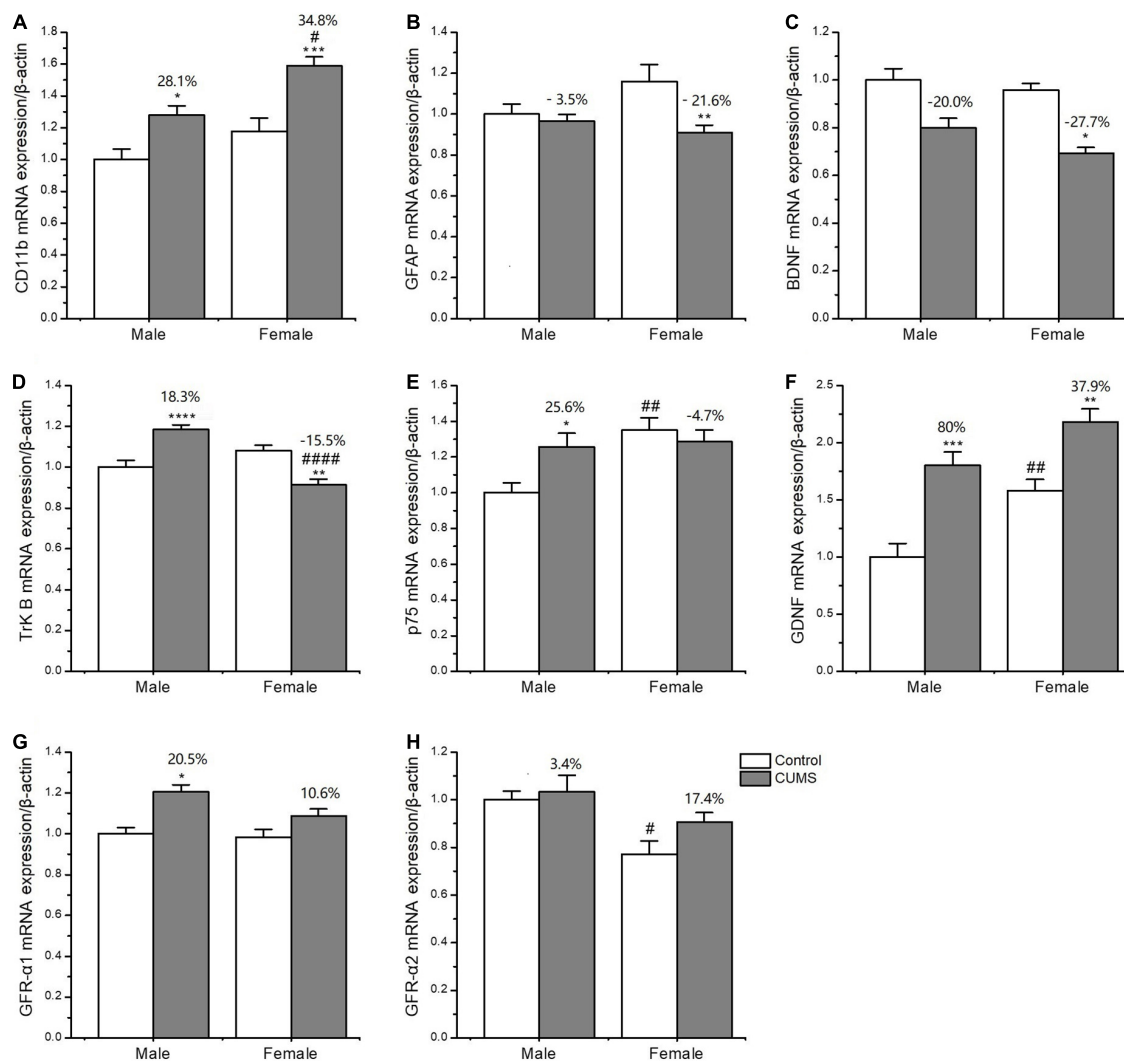 A
CD11b mRNA expression/β-actin
1.8
1.6
1.4
1.2
1.0
0.8
0.6
0.4
0.2
0.0
28.1%
*
34.8%
#
***
Male
Female
B
GFAP mRNA expression/β-actin
1.4
1.2
1.0
0.8
0.6
0.4
0.2
0.0
- 3.5%
- 21.6%
**
Male
Female
C
BDNF mRNA expression/β-actin
1.2
1.0
0.8
0.6
0.4
0.2
0.0
-20.0%
-27.7%
*
Male
Female
D
TrK B mRNA expression/β-actin
1.4
1.2
1.0
0.8
0.6
0.4
0.2
0.0
18.3%
****
-15.5%
####
**
Male
Female
E
p75 mRNA expression/β-actin
1.6
1.4
1.2
1.0
0.8
0.6
0.4
0.2
0.0
25.6%
*
##
-4.7%
Male
Female
F
GDNF mRNA expression/β-actin
2.5
2.0
1.5
1.0
0.5
0.0
80%
***
##
37.9%
**
Male
Female
G
GFR-α1 mRNA expression/β-actin
1.4
1.2
1.0
0.8
0.6
0.4
0.2
0.0
20.5%
*
10.6%
Male
Female
H
GFR-α2 mRNA expression/β-actin
1.2
1.0
0.8
0.6
0.4
0.2
0.0
3.4%
#
17.4%
Male
Female
Control
CUMS